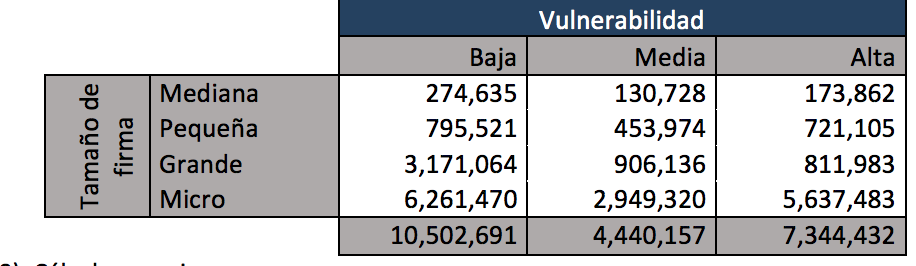 Vulnerabilidad
Baja Media Alta
Tamaño de firma
Mediana 274,635 130,728 173,862
Pequeña 795,521 453,974 721,105
Grande 3,171,064 906,136 811,983
Micro 6,261,470 2,949,320 5,637,483
10,502,691 4,440,157 7,344,432